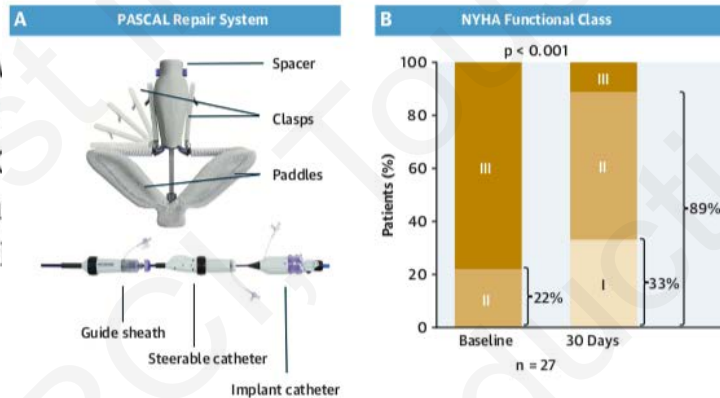 A PASCAL Repair System
Spacer
Clasps
Paddles
Guide sheath
Steerable catheter
Implant catheter
B NYHA Functional Class
p < 0.001
Patients (%)
100
80
60
40
20
0
III
II
22%
III
II
I
33%
89%
Baseline
30 Days
n = 27